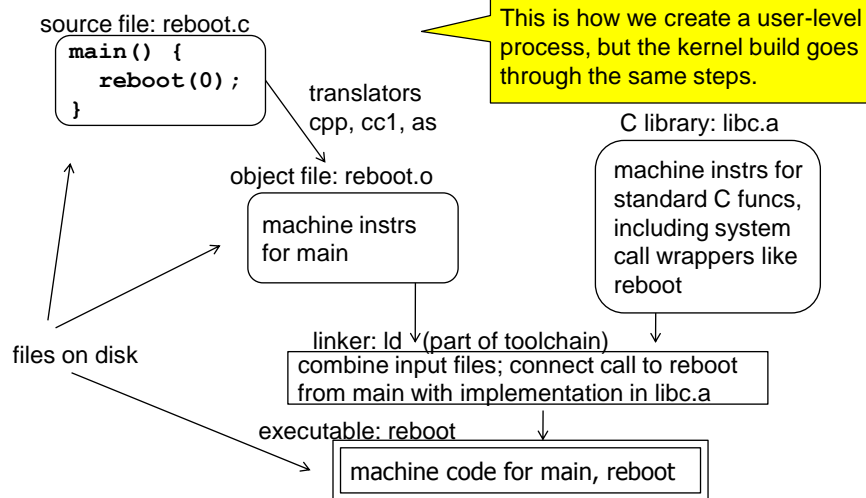 This is how we create a user-level
process, but the kernel build goes
through the same steps.
source file: reboot.c
main() {
reboot(0);
}
translators
cpp, cc1, as
C library: libc.a
machine instrs for
standard C funcs,
including system
call wrappers like
reboot
object file: reboot.o
machine instrs
for main
files on disk
linker: ld (part of toolchain)
combine input files; connect call to reboot
from main with implementation in libc.a
executable: reboot
machine code for main, reboot